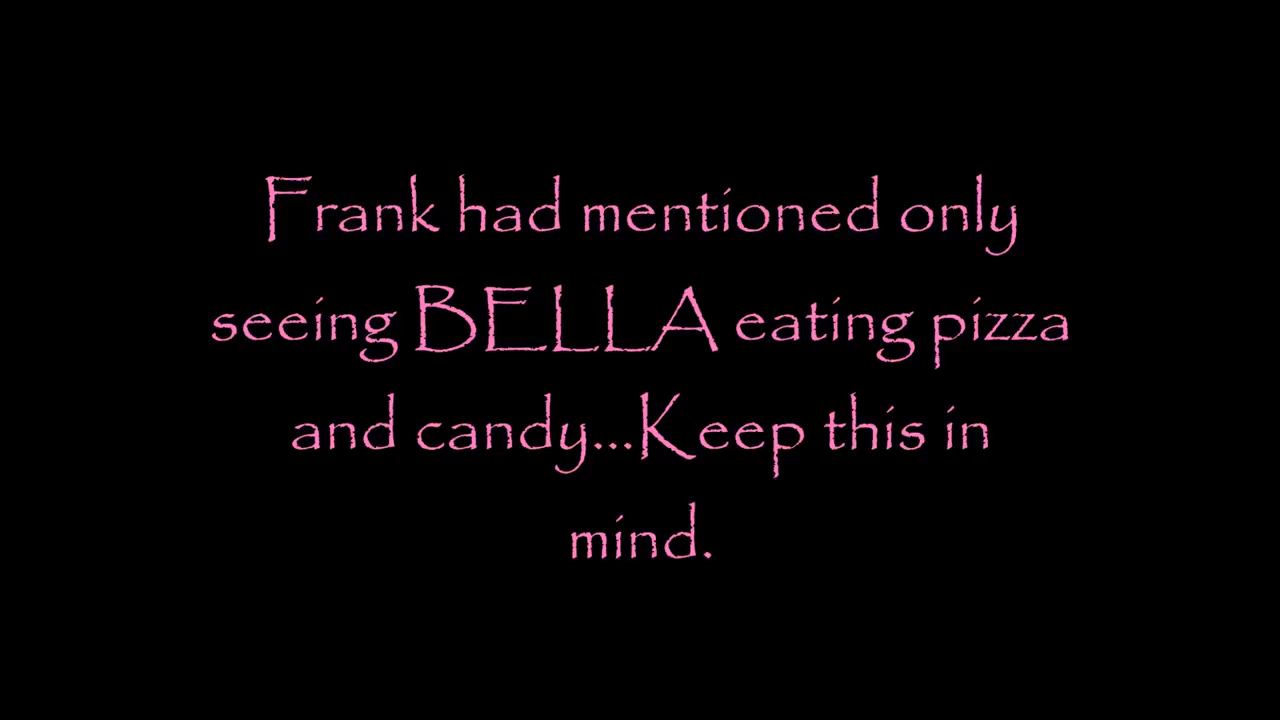 Frank had mentioned only
seeing BELLA eating pizza
and candy...Keep this in
mind.